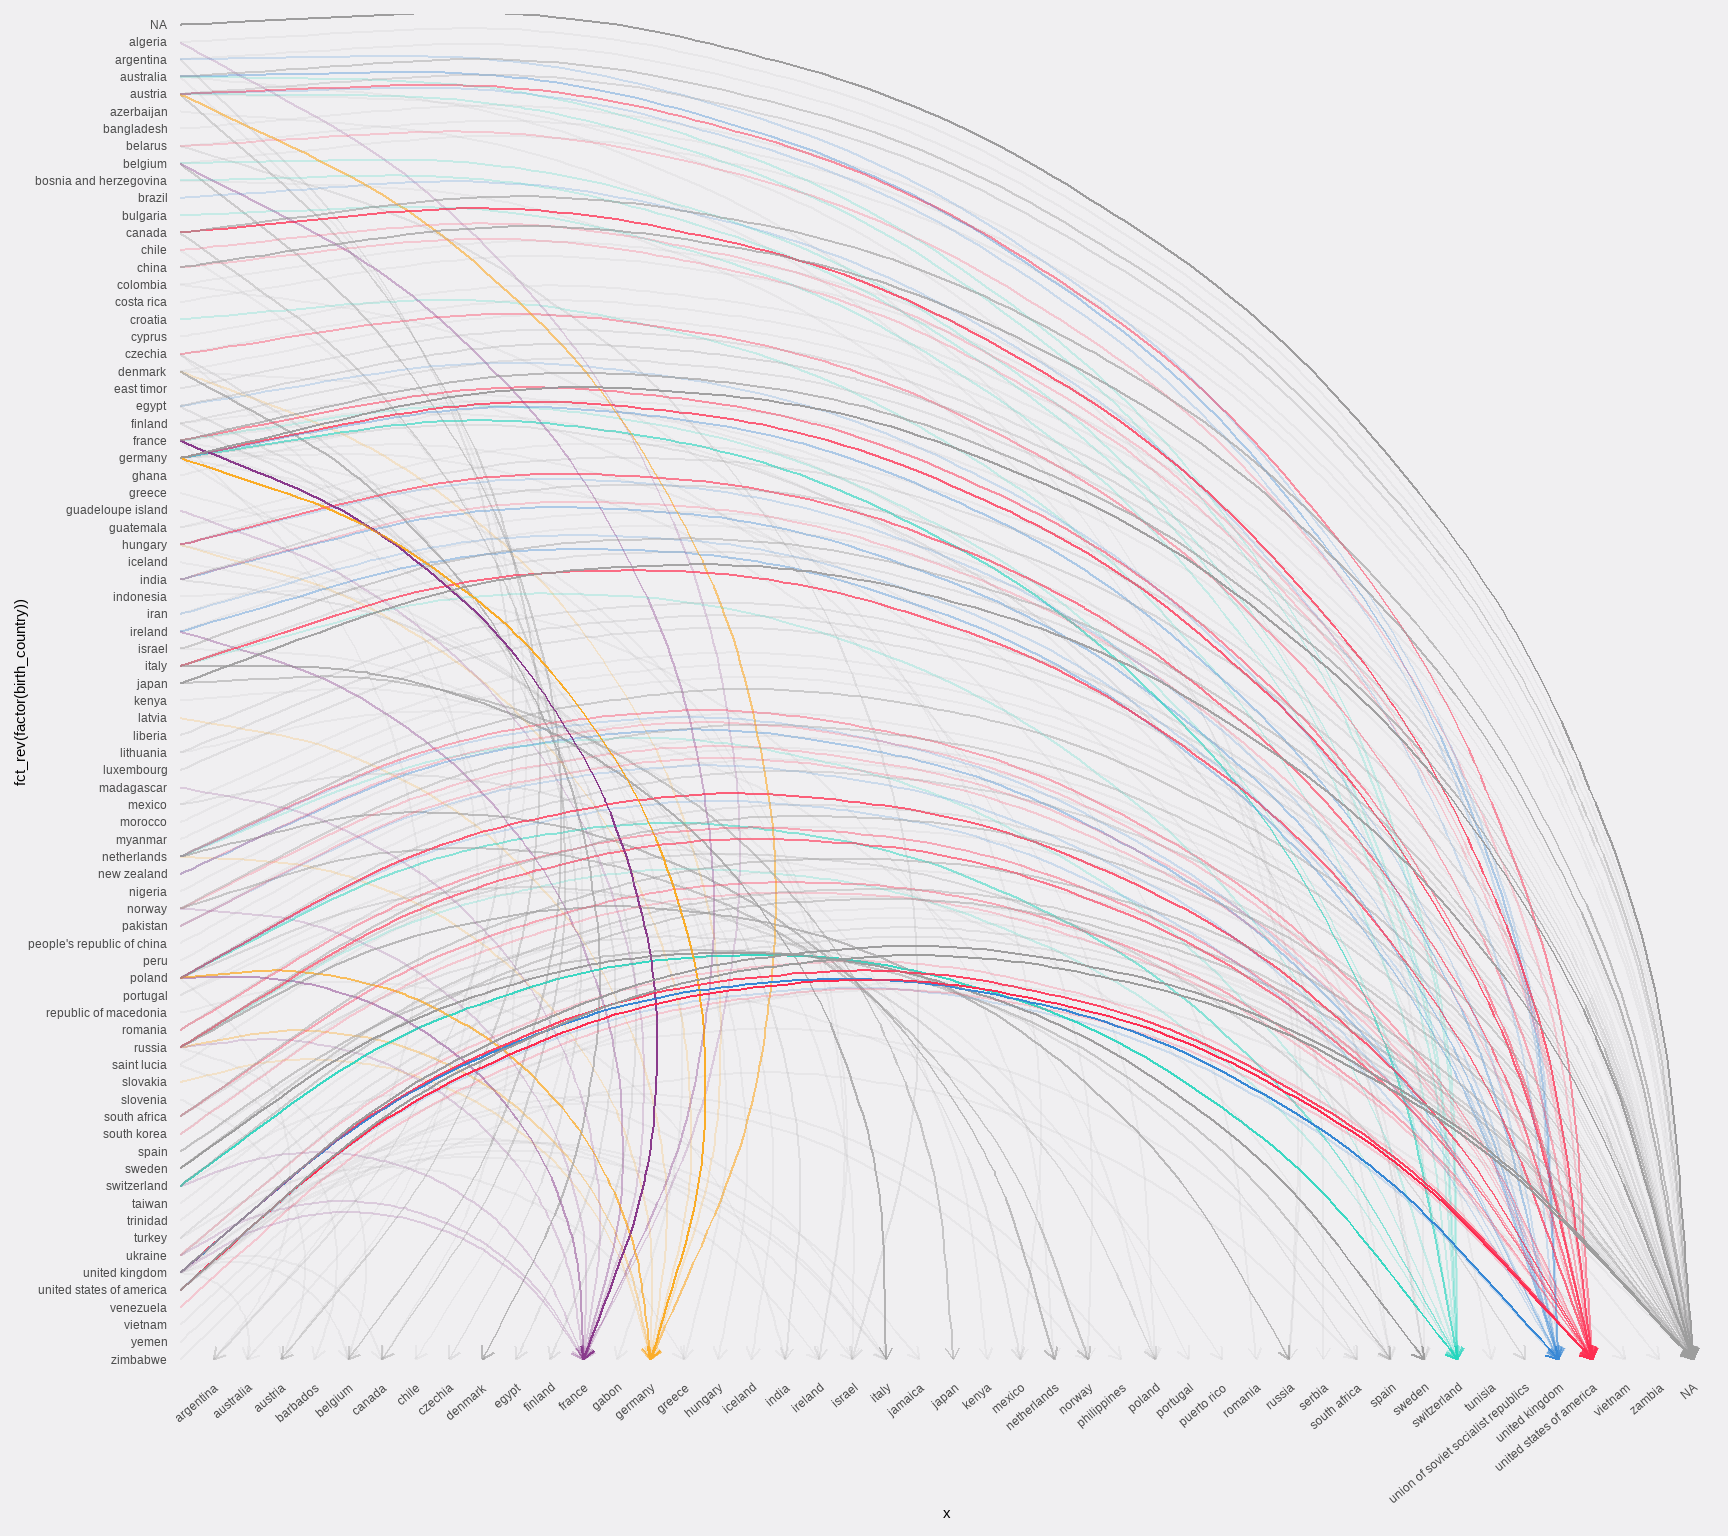 NA
algeria
argentina
australia
austria
azerbaijan
bangladesh
belarus
belgium
bosnia and herzegovina
brazil
bulgaria
canada
chile
china
colombia
costa rica
croatia
cyprus
czechia
denmark
east timor
egypt
finland
france
germany
ghana
greece
guadeloupe island
guatemala
hungary
iceland
india
indonesia
iran
ireland
israel
italy
japan
kenya
latvia
liberia
lithuania
luxembourg
madagascar
mexico
morocco
myanmar
netherlands
new zealand
nigeria
norway
pakistan
people's republic of china
peru
poland
portugal
republic of macedonia
romania
russia
saint lucia
slovakia
slovenia
south africa
south korea
spain
sweden
switzerland
taiwan
trinidad
turkey
ukraine
united kingdom
united states of america
venezuela
vietnam
yemen
zimbabwe
fct_rev(factor(birth_country))
argentina
australia
austria
barbados
belgium
canada
chile
czechia
denmark
egypt
finland
france
gabon
germany
greece
hungary
iceland
india
ireland
israel
italy
jamaica
japan
kenya
mexico
netherlands
norway
philippines
poland
portugal
puerto rico
romania
russia
serbia
south africa
spain
sweden
switzerland
tunisia
union of soviet socialist republics
united kingdom
united states of america
vietnam
zambia
NA
x